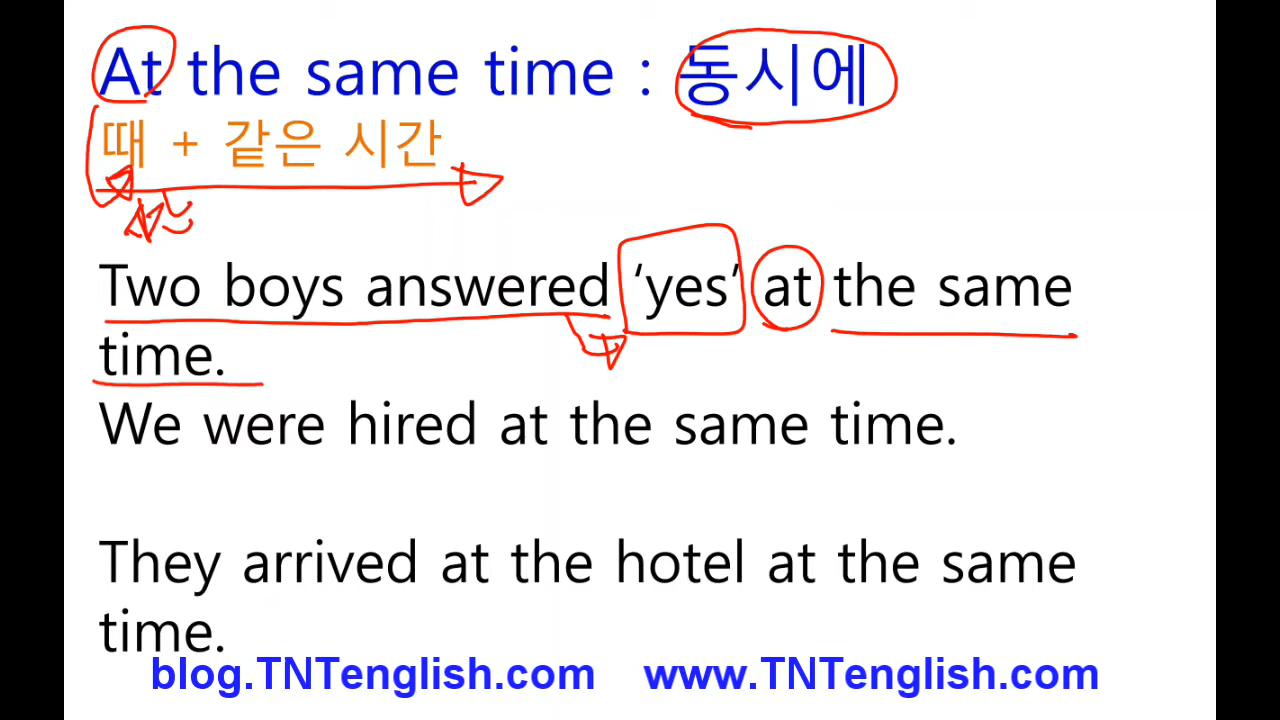 At the same time : 동시에
때 + 같은 시간
Two boys answered ‘yes’ at the same
time.
We were hired at the same time.
They arrived at the hotel at the same
time.
blog.TNTenglish.com www.TNTenglish.com